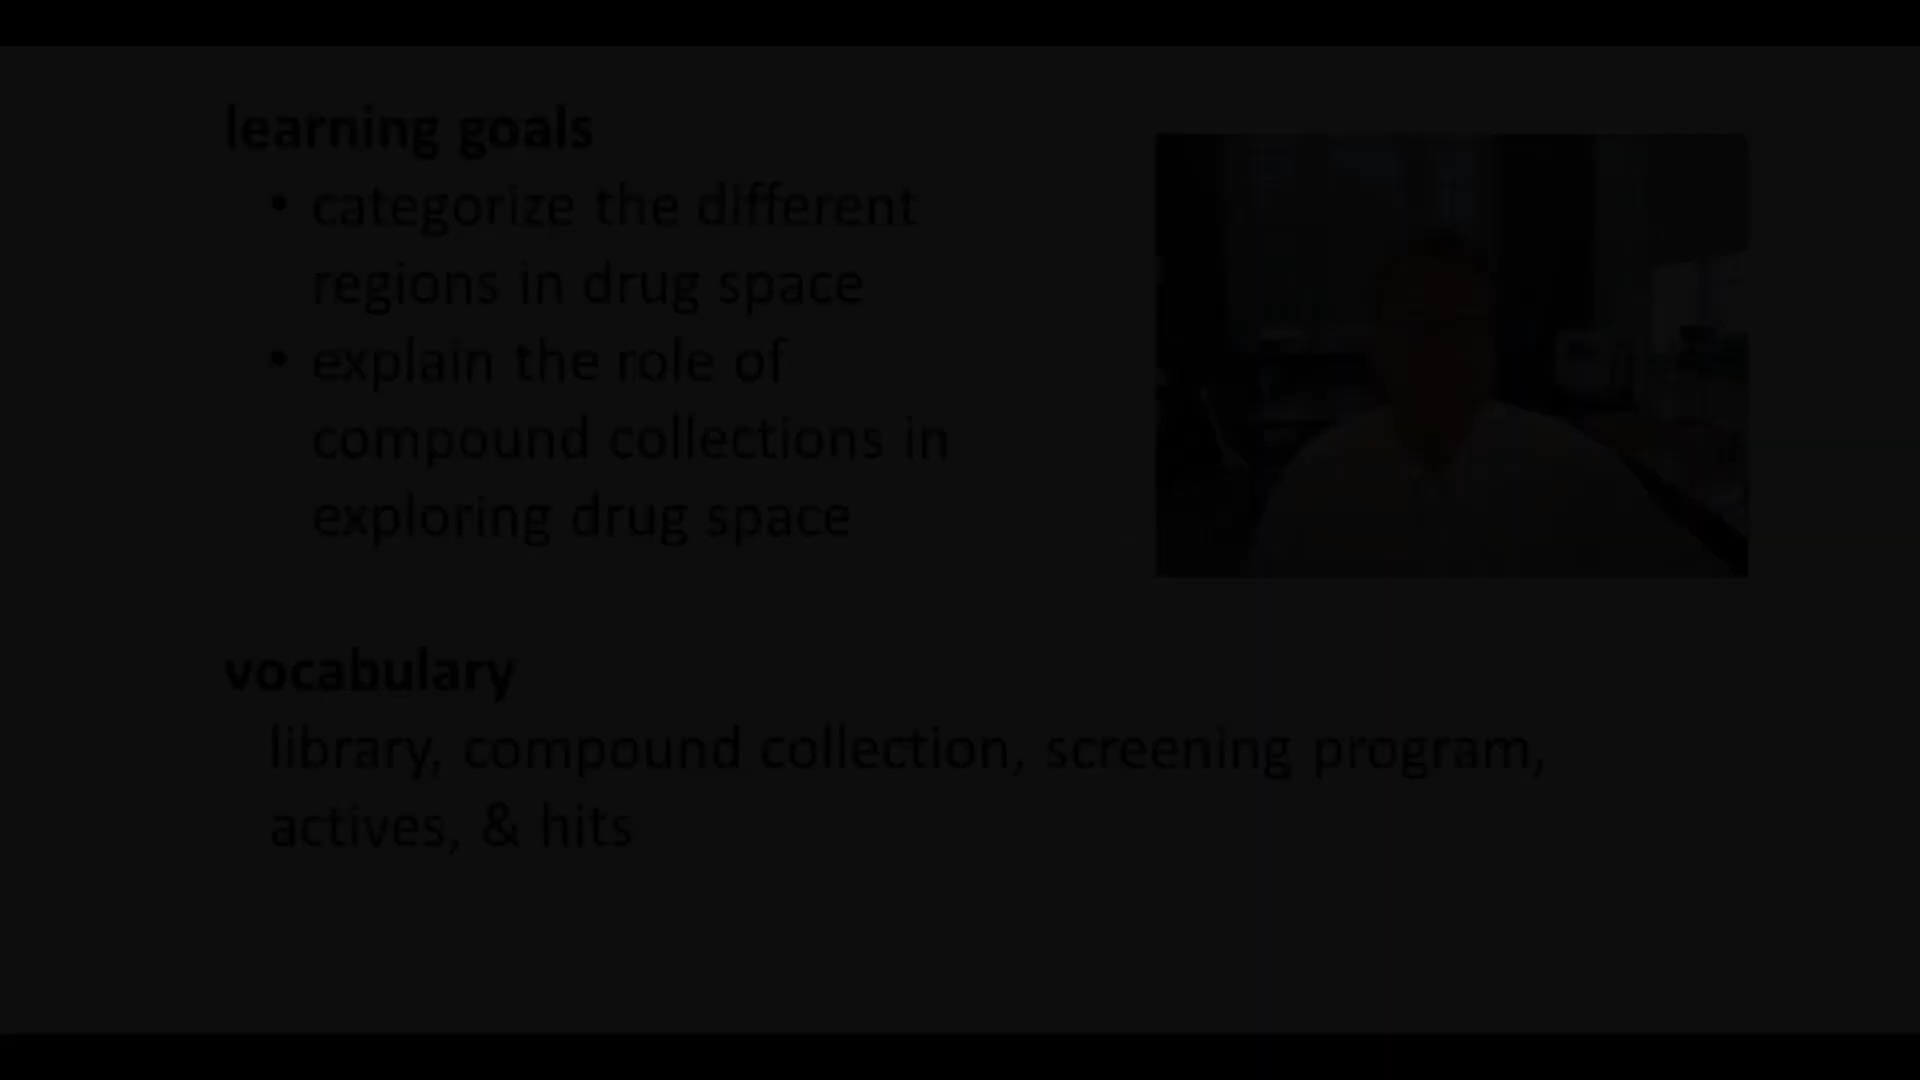 learning goals
• categorize the different
regions in drug space
• explain the role of
compound collections in
exploring drug space
vocabulary
library, compound collection, screening program,
actives, & hits